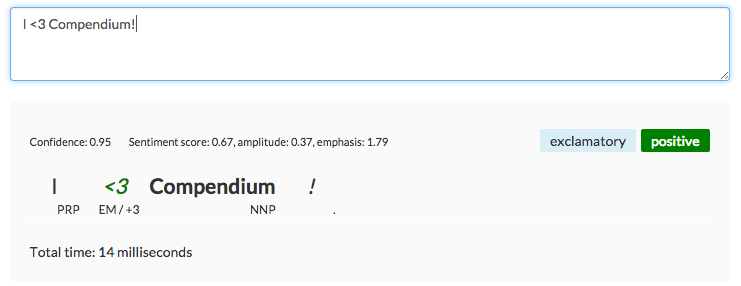 I <3 Compendium!
Confidence: 0.95 Sentiment score: 0.67, amplitude: 0.37, emphasis: 1.79 exclamatory positive
I <3 Compendium !
PRP EM / +3 NNP .
Total time: 14 milliseconds